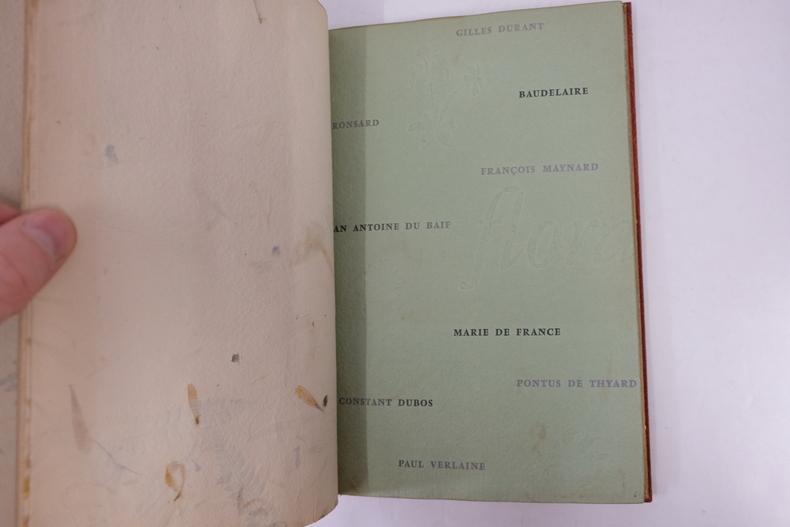 GILLES DURANT
BAUDELAIRE
RONSARD
FRANÇOIS MAYNARD
AN ANTOINE DU BAIF
MARIE DE FRANCE
PONTUS DE THYARD
CONSTANT DUBOS
PAUL VERLAINE